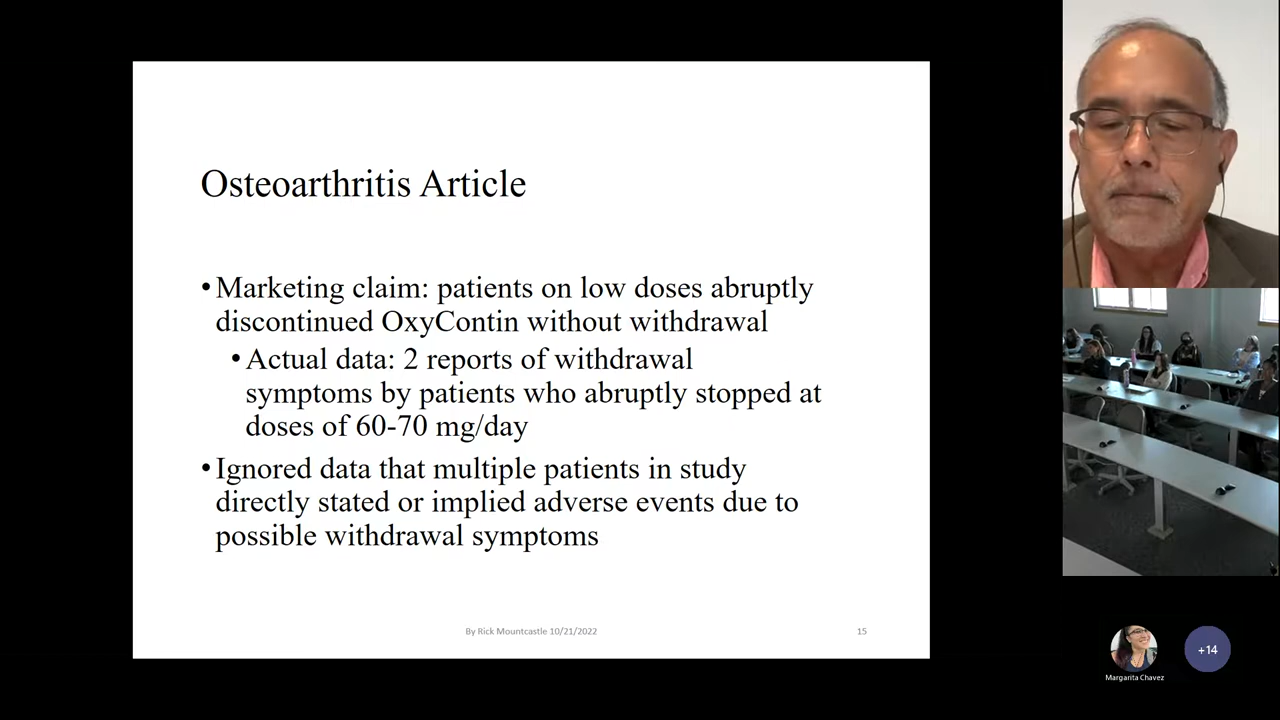 Osteoarthritis Article
•Marketing claim: patients on low doses abruptly
discontinued OxyContin without withdrawal
•Actual data: 2 reports of withdrawal
symptoms by patients who abruptly stopped at
doses of 60-70 mg/day
•Ignored data that multiple patients in study
directly stated or implied adverse events due to
possible withdrawal symptoms
By Rick Mountcastle 10/21/2022
15
+14
Margarita Chavez